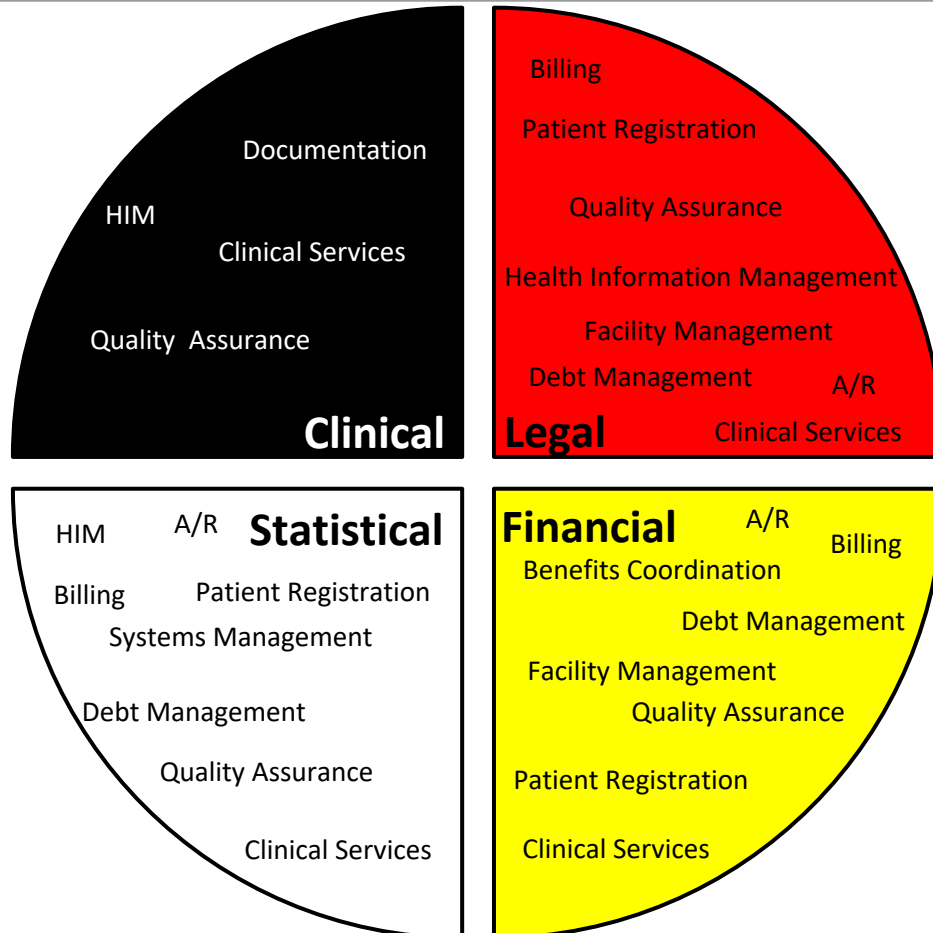 Documentation
HIM
Clinical Services
Quality Assurance
Clinical
Billing
Patient Registration
Quality Assurance
Health Information Management
Facility Management
Debt Management
A/R
Legal
Clinical Services
HIM
A/R
Statistical
Billing
Patient Registration
Systems Management
Debt Management
Quality Assurance
Clinical Services
Financial
A/R
Billing
Benefits Coordination
Debt Management
Facility Management
Quality Assurance
Patient Registration
Clinical Services